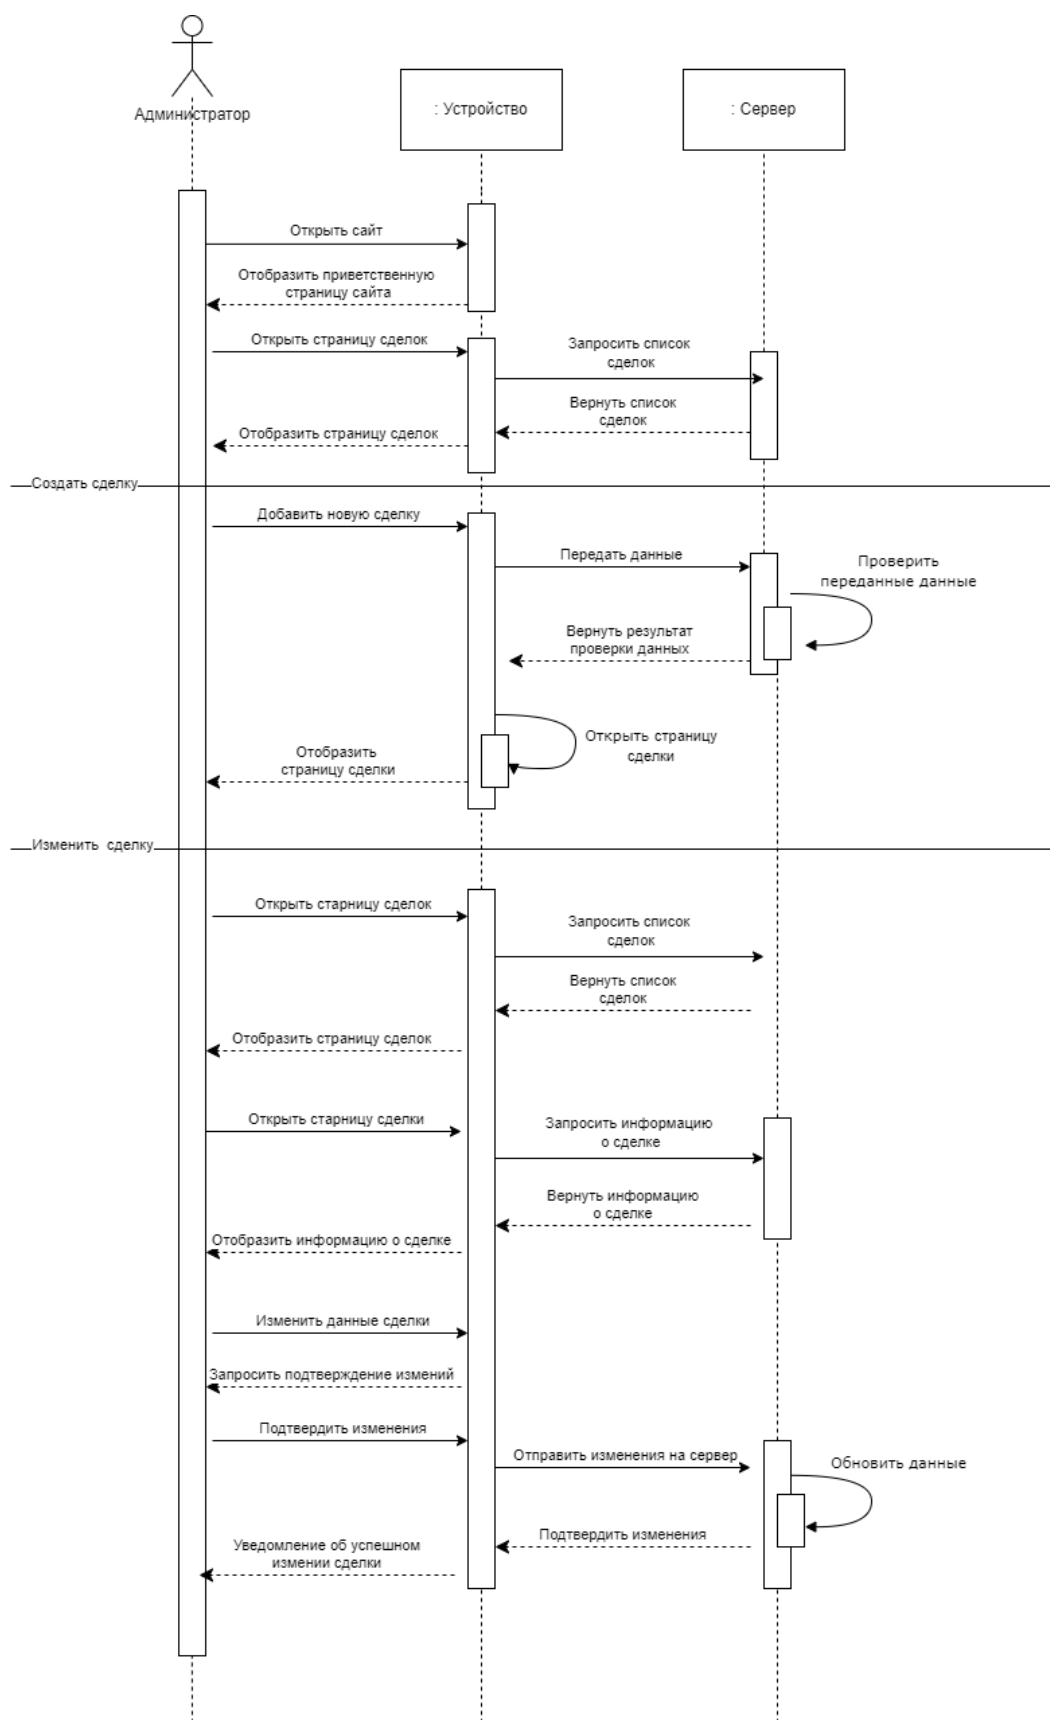 Администратор
: Устройство
: Сервер
Открыть сайт
Отобразить приветственную
страницу сайта
Открыть страницу сделок
Запросить список
сделок
Вернуть список
сделок
Отобразить страницу сделок
Создать сделку
Добавить новую сделку
Передать данные
Проверить
переданные данные
Вернуть результат
проверки данных
Открыть страницу
сделки
Отобразить
страницу сделки
Изменить сделку
Открыть старницу сделок
Запросить список
сделок
Вернуть список
сделок
Отобразить страницу сделок
Открыть старницу сделки
Запросить информацию
о сделке
Вернуть информацию
о сделке
Отобразить информацию о сделке
Изменить данные сделки
Запросить подтверждение измений
Подтвердить изменения
Отправить изменения на сервер
Обновить данные
Подтвердить изменения
Уведомление об успешном
измении сделки